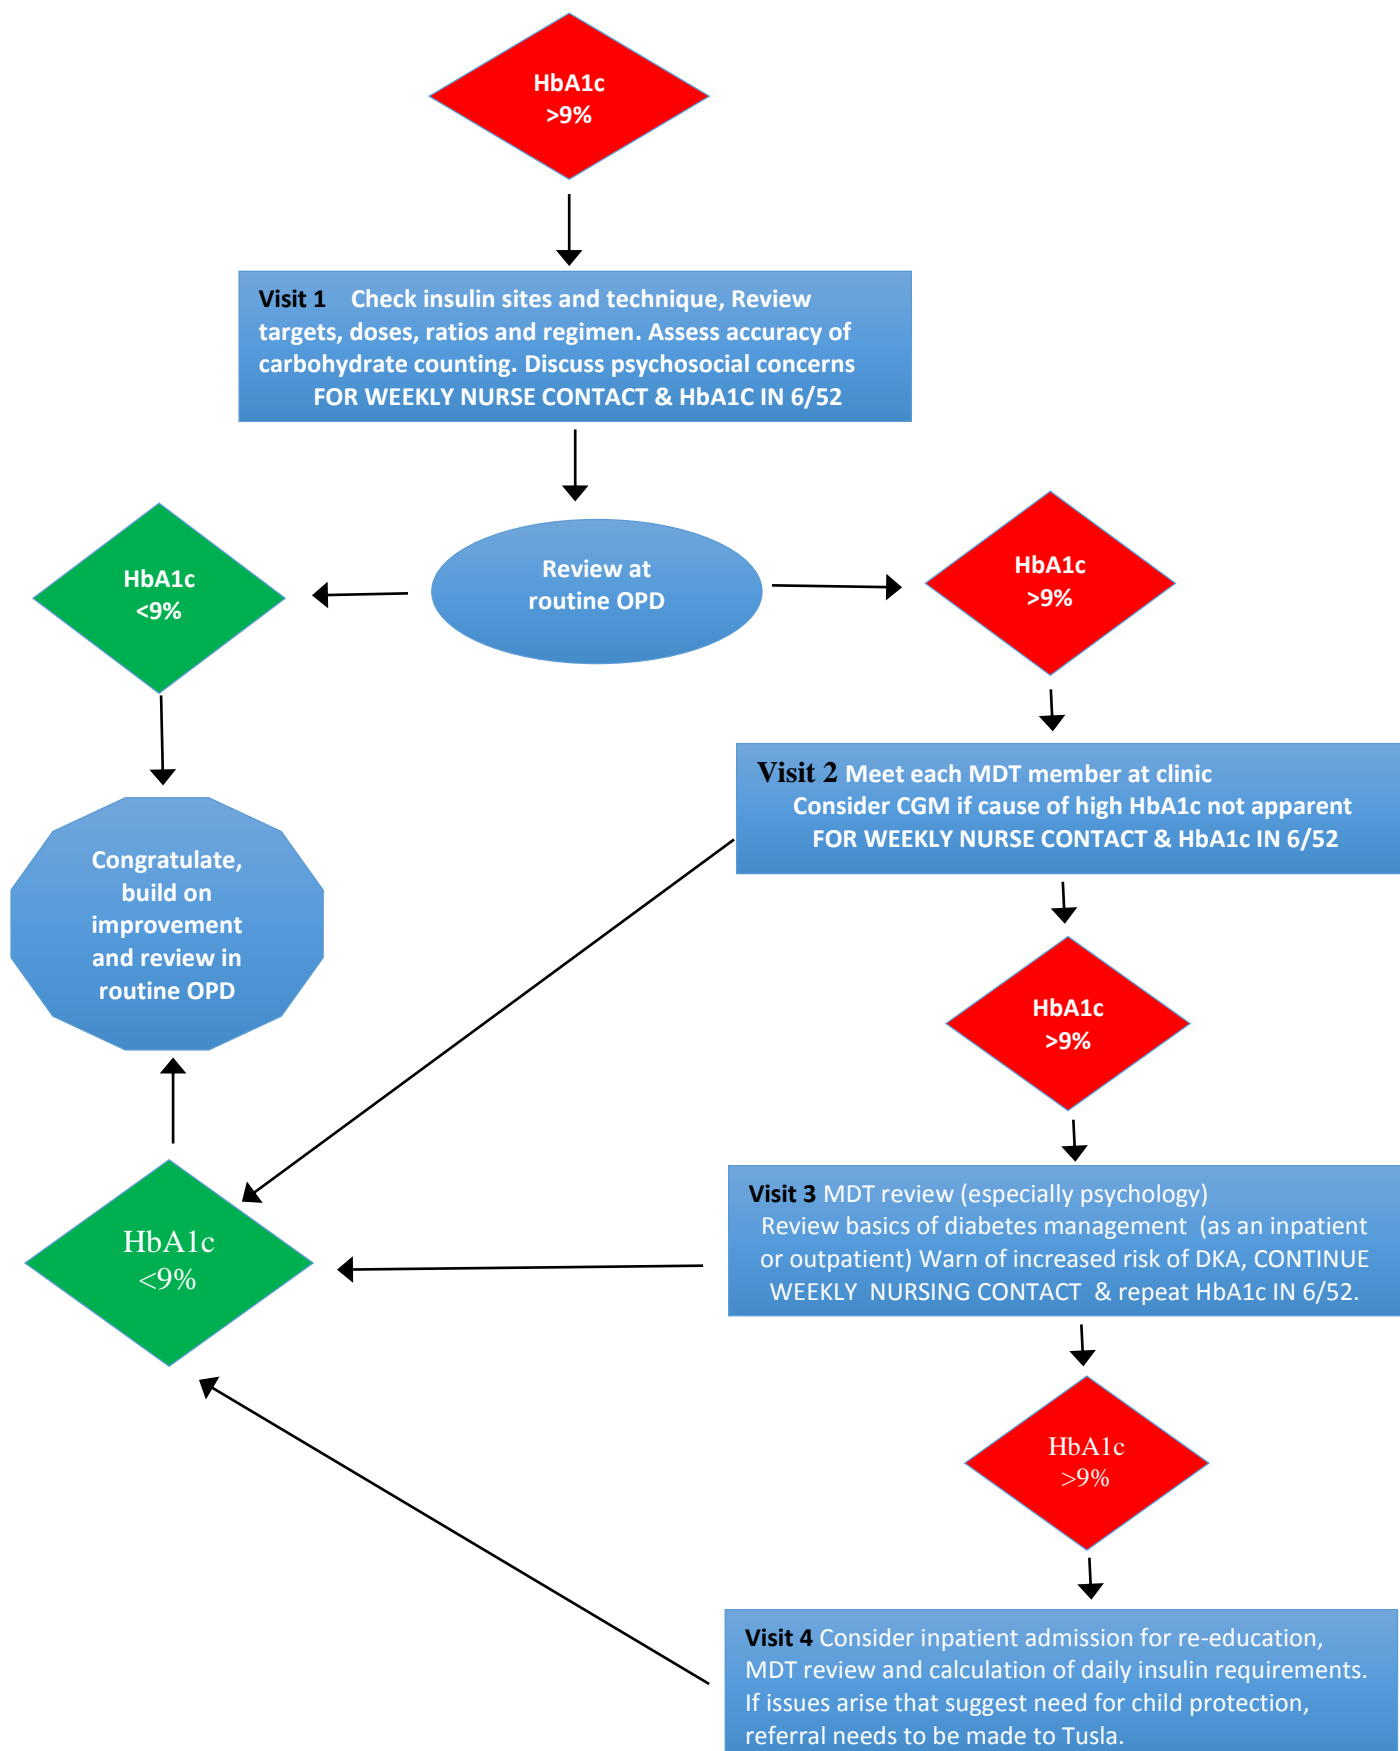 HbA1c
>9%
Visit 1 Check insulin sites and technique, Review
targets, doses, ratios and regimen. Assess accuracy of
carbohydrate counting. Discuss psychosocial concerns
FOR WEEKLY NURSE CONTACT & HbA1C IN 6/52
Review at
routine OPD
HbA1c
<9%
HbA1c
>9%
Congratulate,
build on
improvement
and review in
routine OPD
Visit 2 Meet each MDT member at clinic
Consider CGM if cause of high HbA1c not apparent
FOR WEEKLY NURSE CONTACT & HbA1c IN 6/52
HbA1c
>9%
Visit 3 MDT review (especially psychology)
Review basics of diabetes management (as an inpatient
or outpatient) Warn of increased risk of DKA, CONTINUE
WEEKLY NURSING CONTACT & repeat HbA1c IN 6/52.
HbA1c
<9%
HbA1c
>9%
Visit 4 Consider inpatient admission for re-education,
MDT review and calculation of daily insulin requirements.
If issues arise that suggest need for child protection,
referral needs to be made to Tusla.